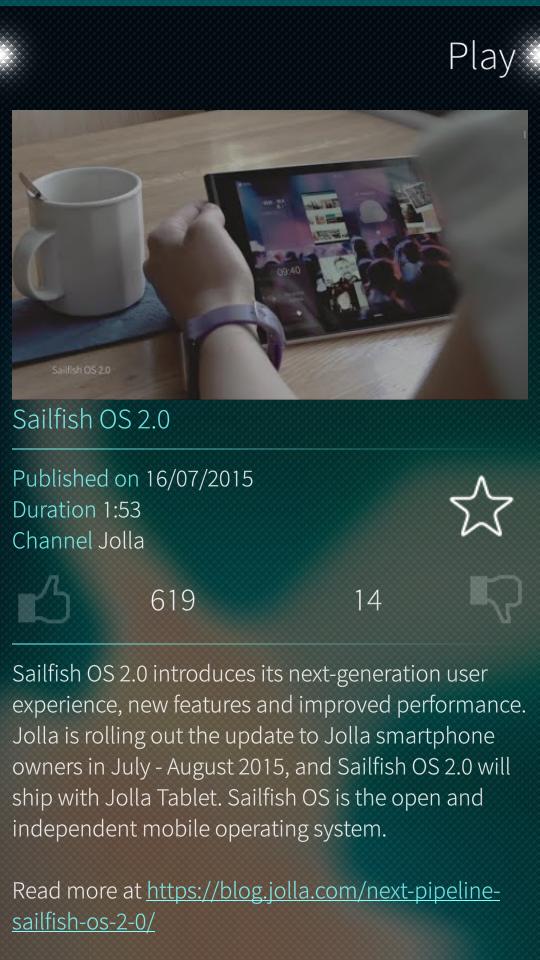 Play
09:40
Sailfish OS 2.0
Sailfish OS 2.0
Published on 16/07/2015
Duration 1:53
Channel Jolla
619 14
Sailfish OS 2.0 introduces its next-generation user
experience, new features and improved performance.
Jolla is rolling out the update to Jolla smartphone
owners in July - August 2015, and Sailfish OS 2.0 will
ship with Jolla Tablet. Sailfish OS is the open and
independent mobile operating system.
Read more at https://blog.jolla.com/next-pipeline-
sailfish-os-2-0/